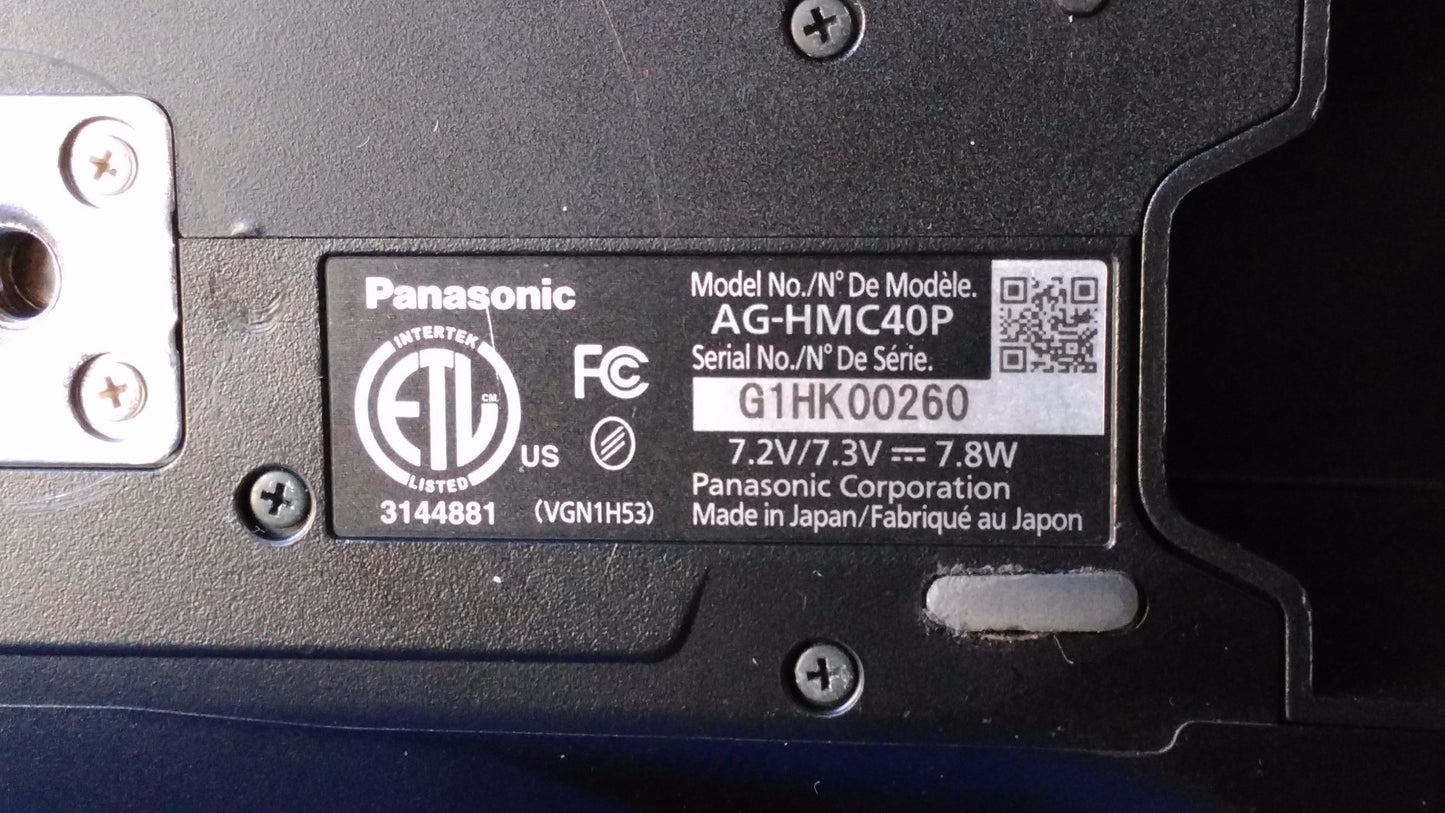 Panasonic
INTERTEK
ETL CM.
LISTED
US
3144881
FC
(VGN1H53)
Model No./N° De Modèle.
AG-HMC40P
Serial No./N° De Série.
G1HK00260
7.2V/7.3V ⎓ 7.8W
Panasonic Corporation
Made in Japan/Fabriqué au Japon